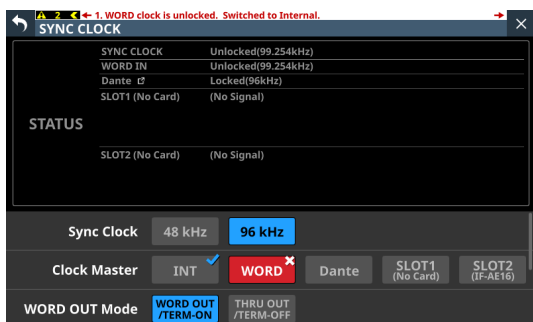 2
1. WORD clock is unlocked. Switched to Internal.
SYNC CLOCK
SYNC CLOCK Unlocked(99.254kHz)
WORD IN Unlocked(99.254kHz)
Dante Locked(96kHz)
SLOT1 (No Card) (No Signal)
STATUS
SLOT2 (No Card) (No Signal)
Sync Clock 48 kHz 96 kHz
Clock Master INT WORD Dante SLOT1 (No Card) SLOT2 (IF-AE16)
WORD OUT Mode WORD OUT /TERM-ON THRU OUT /TERM-OFF